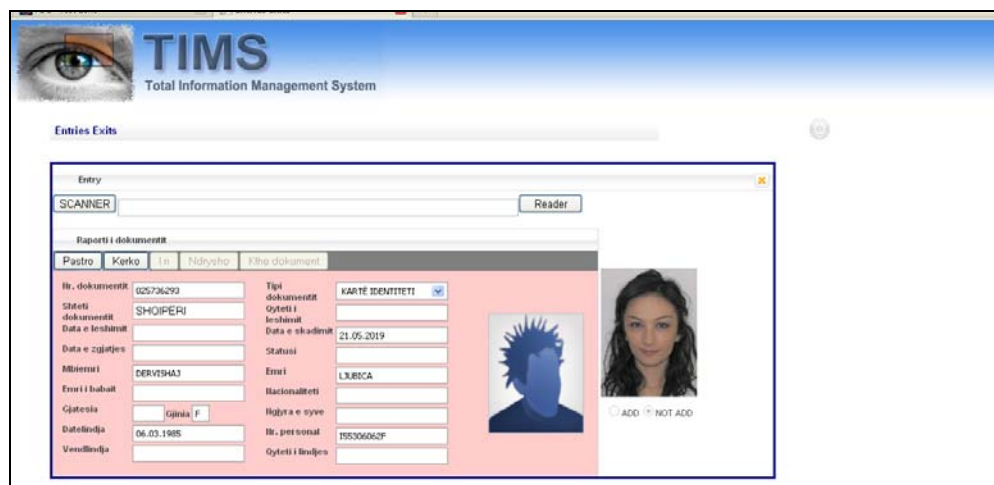 TIMS
Total Information Management System
Entries Exits
Entry
SCANNER Reader
Raporti i dokumentit
Pastro Kerko Ndrysho Kthe dokument
Nr. dokumentit 025736293 Tipi dokumentit KARTË IDENTITETI
Shteti dokumentit SHQIPERI Qyteti i leshimit
Data e leshimit Data e skadimit 21.05.2019
Data e zgjatjes Statusi
Mbiemri DERVISHAJ Emri LJUBICA
Emri i babait Nacionaliteti
Gjatesia Gjinia F Ngjyra e syve
Datelindja 06.03.1985 Nr. personal I55306062F
Vendlindja Qyteti i lindjes
ADD NOT ADD